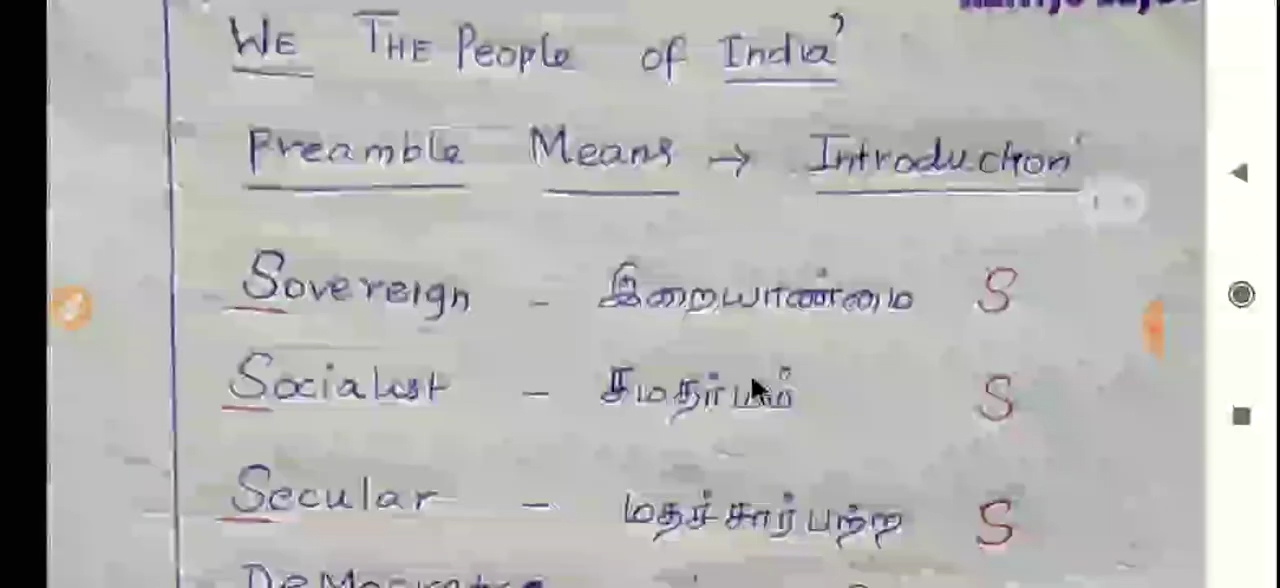 WE THE People of India’
Preamble Means → Introduction
Sovereign - இறையாண்மை S
Socialist - சமதர்மம் S
Secular - மதச்சார்பற்ற S